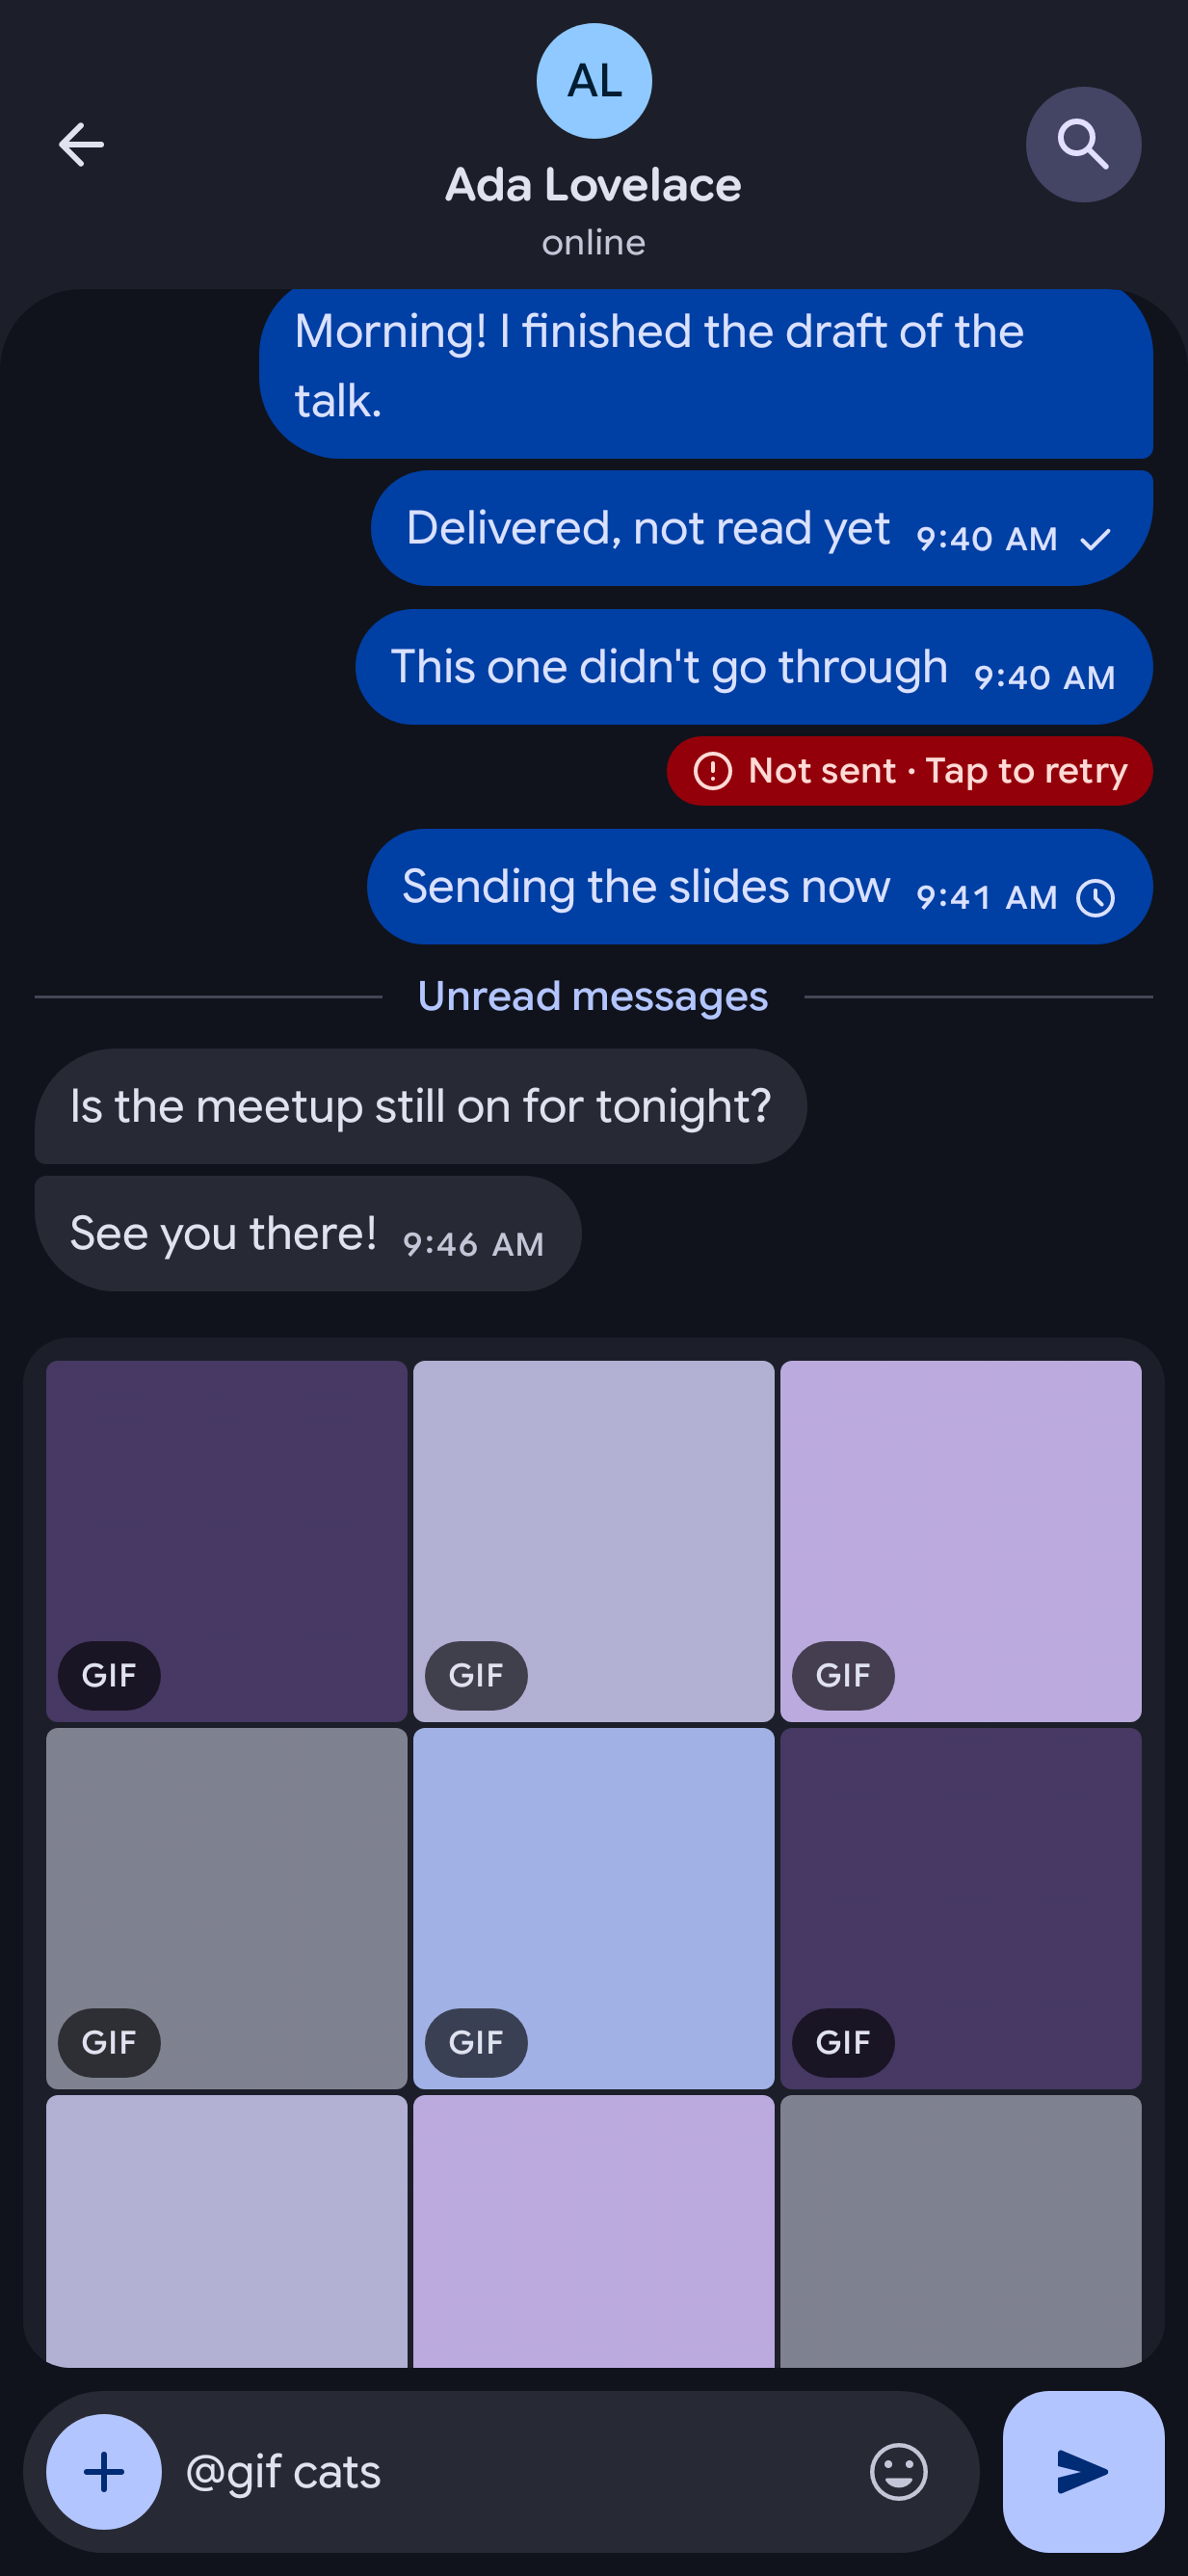 AL
Ada Lovelace
online
Morning! I finished the draft of the
talk.
Delivered, not read yet 9:40 AM
This one didn't go through 9:40 AM
Not sent · Tap to retry
Sending the slides now 9:41 AM
Unread messages
Is the meetup still on for tonight?
See you there! 9:46 AM
GIF GIF GIF
GIF GIF GIF
@gif cats